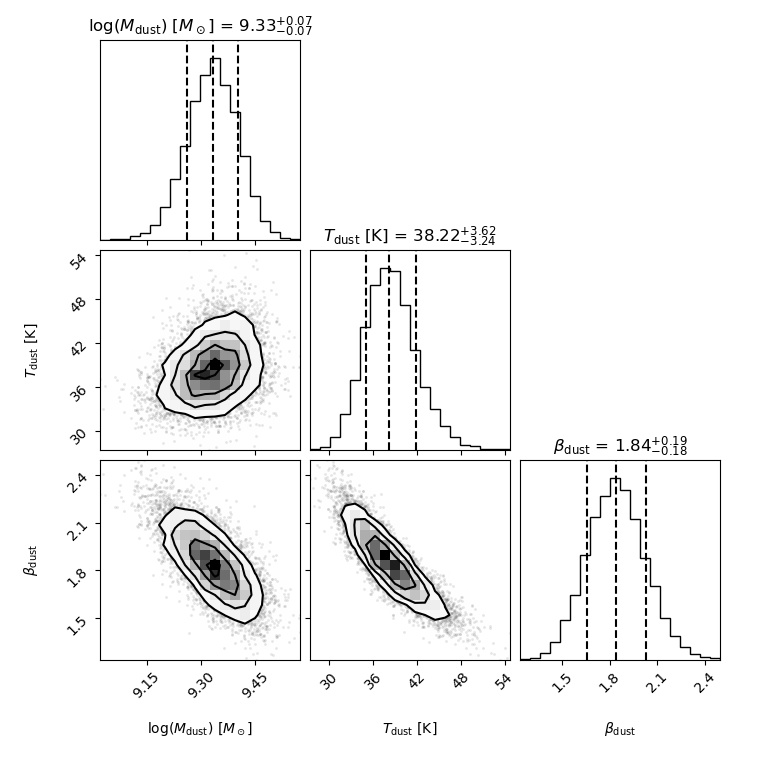 log(M_dust) [M_⊙] = 9.33^{+0.07}_{−0.07}
T_dust [K] = 38.22^{+3.62}_{−3.24}
54
48
42
36
30
T_dust [K]
β_dust = 1.84^{+0.19}_{−0.18}
2.4
2.1
1.8
1.5
β_dust
9.15 9.30 9.45 30 36 42 48 54 1.5 1.8 2.1 2.4
log(M_dust) [M_⊙] T_dust [K] β_dust